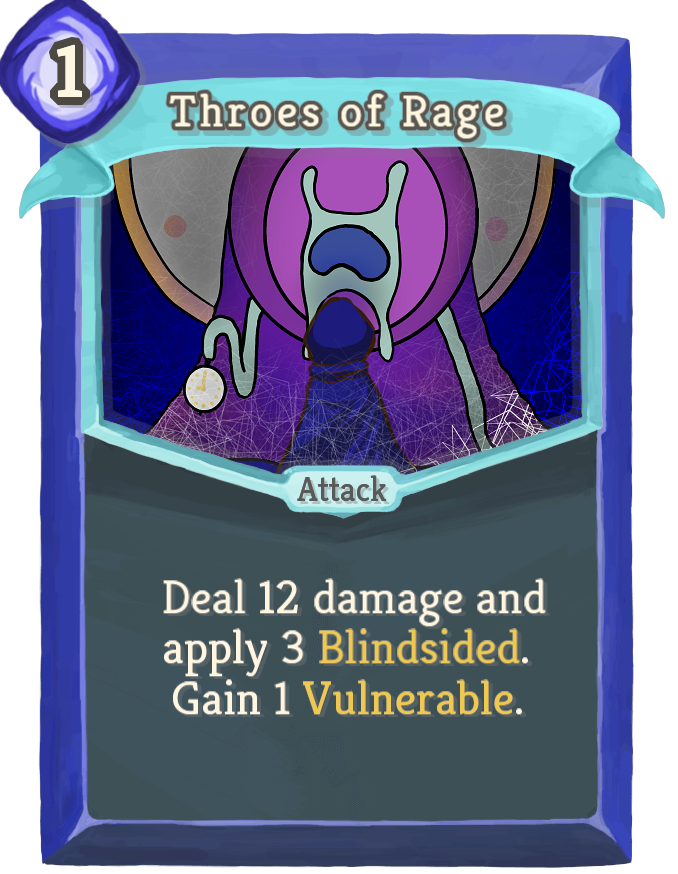 1
Throes of Rage
Attack
Deal 12 damage and
apply 3 Blindsided.
Gain 1 Vulnerable.